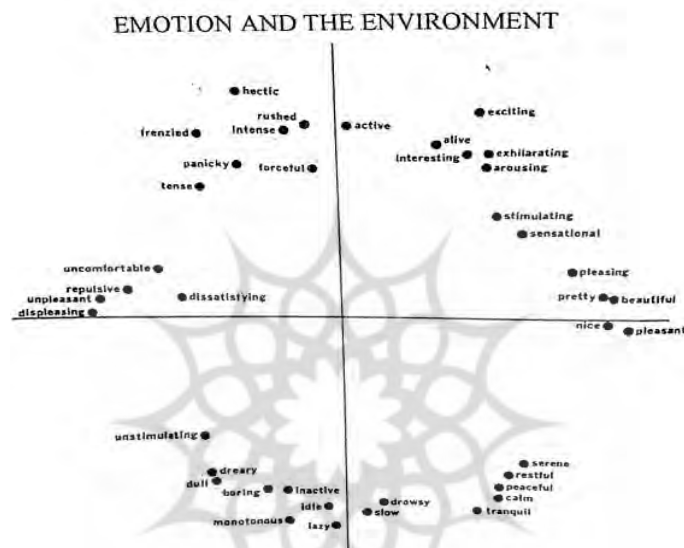 EMOTION AND THE ENVIRONMENT
hectic
exciting
rushed
intense
active
frenzied
alive
interesting
exhilarating
panicky
forceful
arousing
tense
stimulating
sensational
uncomfortable
pleasing
repulsive
unpleasant
dissatisfying
pretty
beautiful
displeasing
nice
pleasant
unstimulating
serene
dreary
restful
dull
boring
inactive
peaceful
calm
idle
drowsy
slow
tranquil
monotonous
lazy